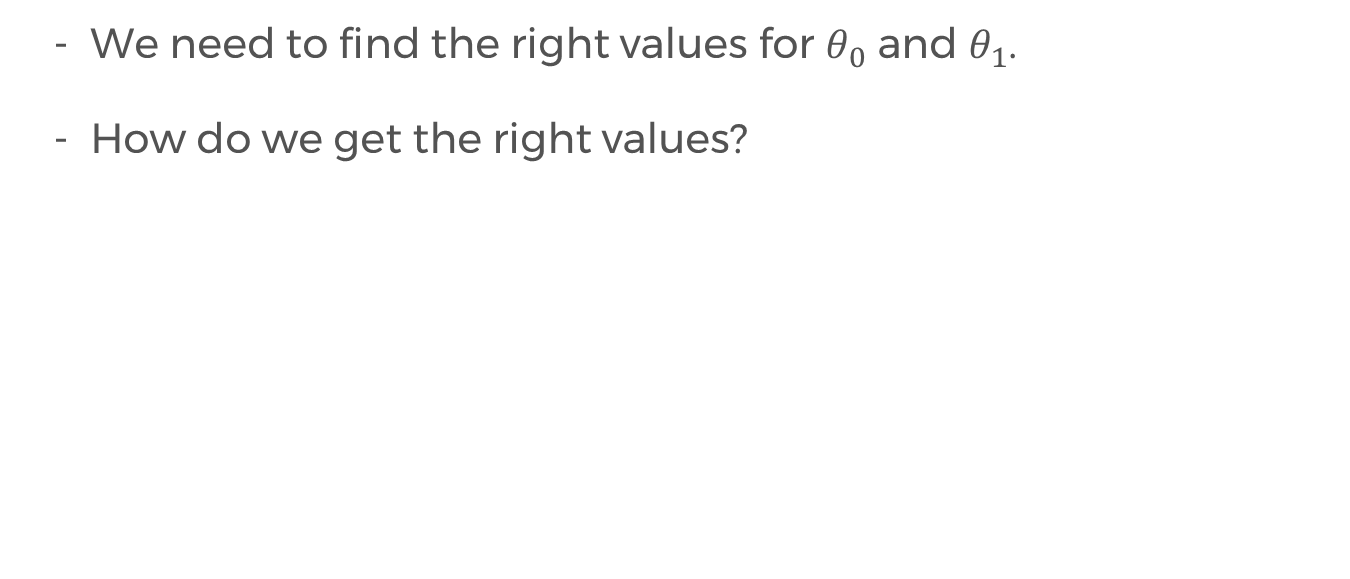 - We need to find the right values for θ₀ and θ₁.
- How do we get the right values?